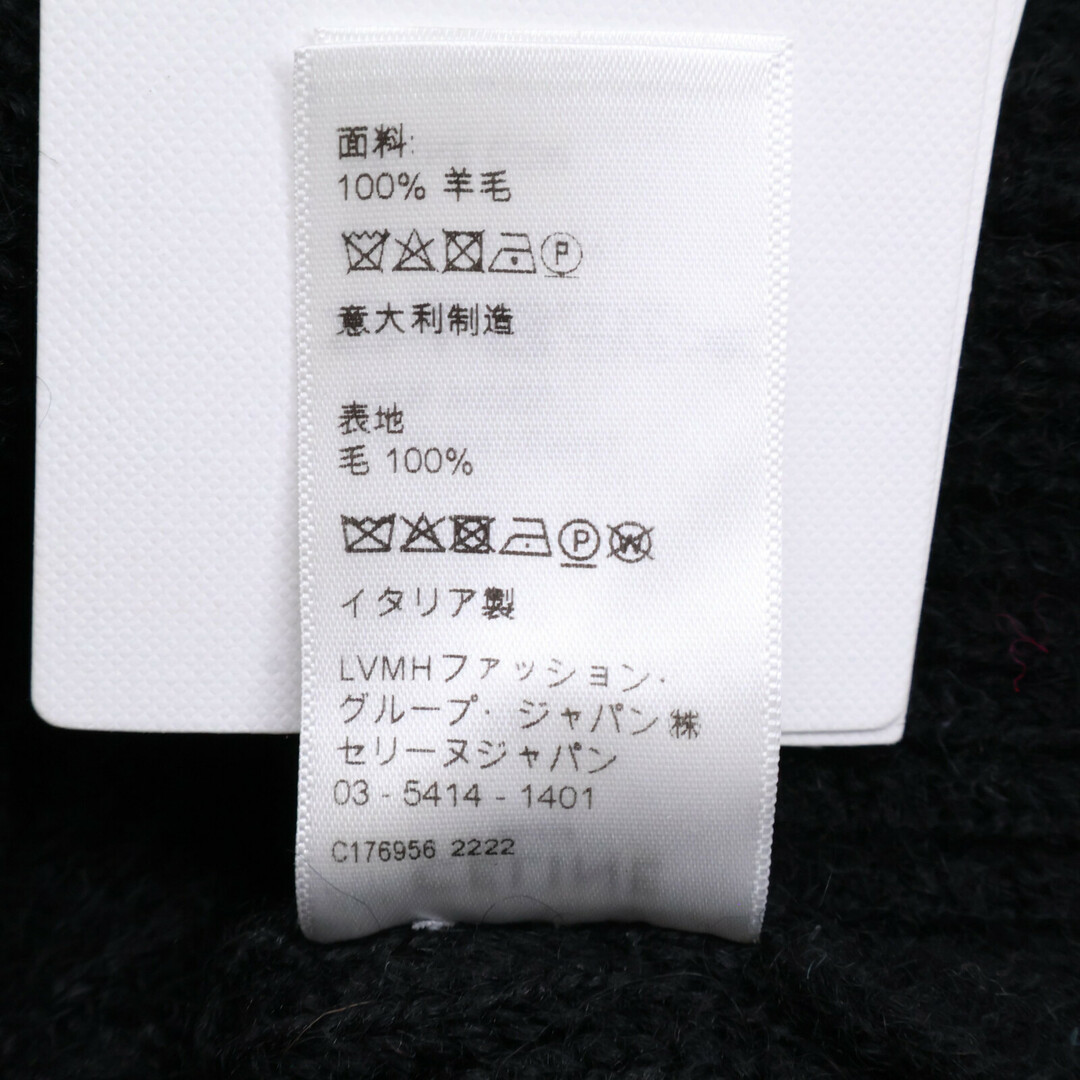 面料:
100% 羊毛
P
意大利制造
表地
毛 100%
P W
イタリア製
LVMHファッション・
グループ・ジャパン㈱
セリーヌジャパン
03 - 5414 - 1401
C176956 2222